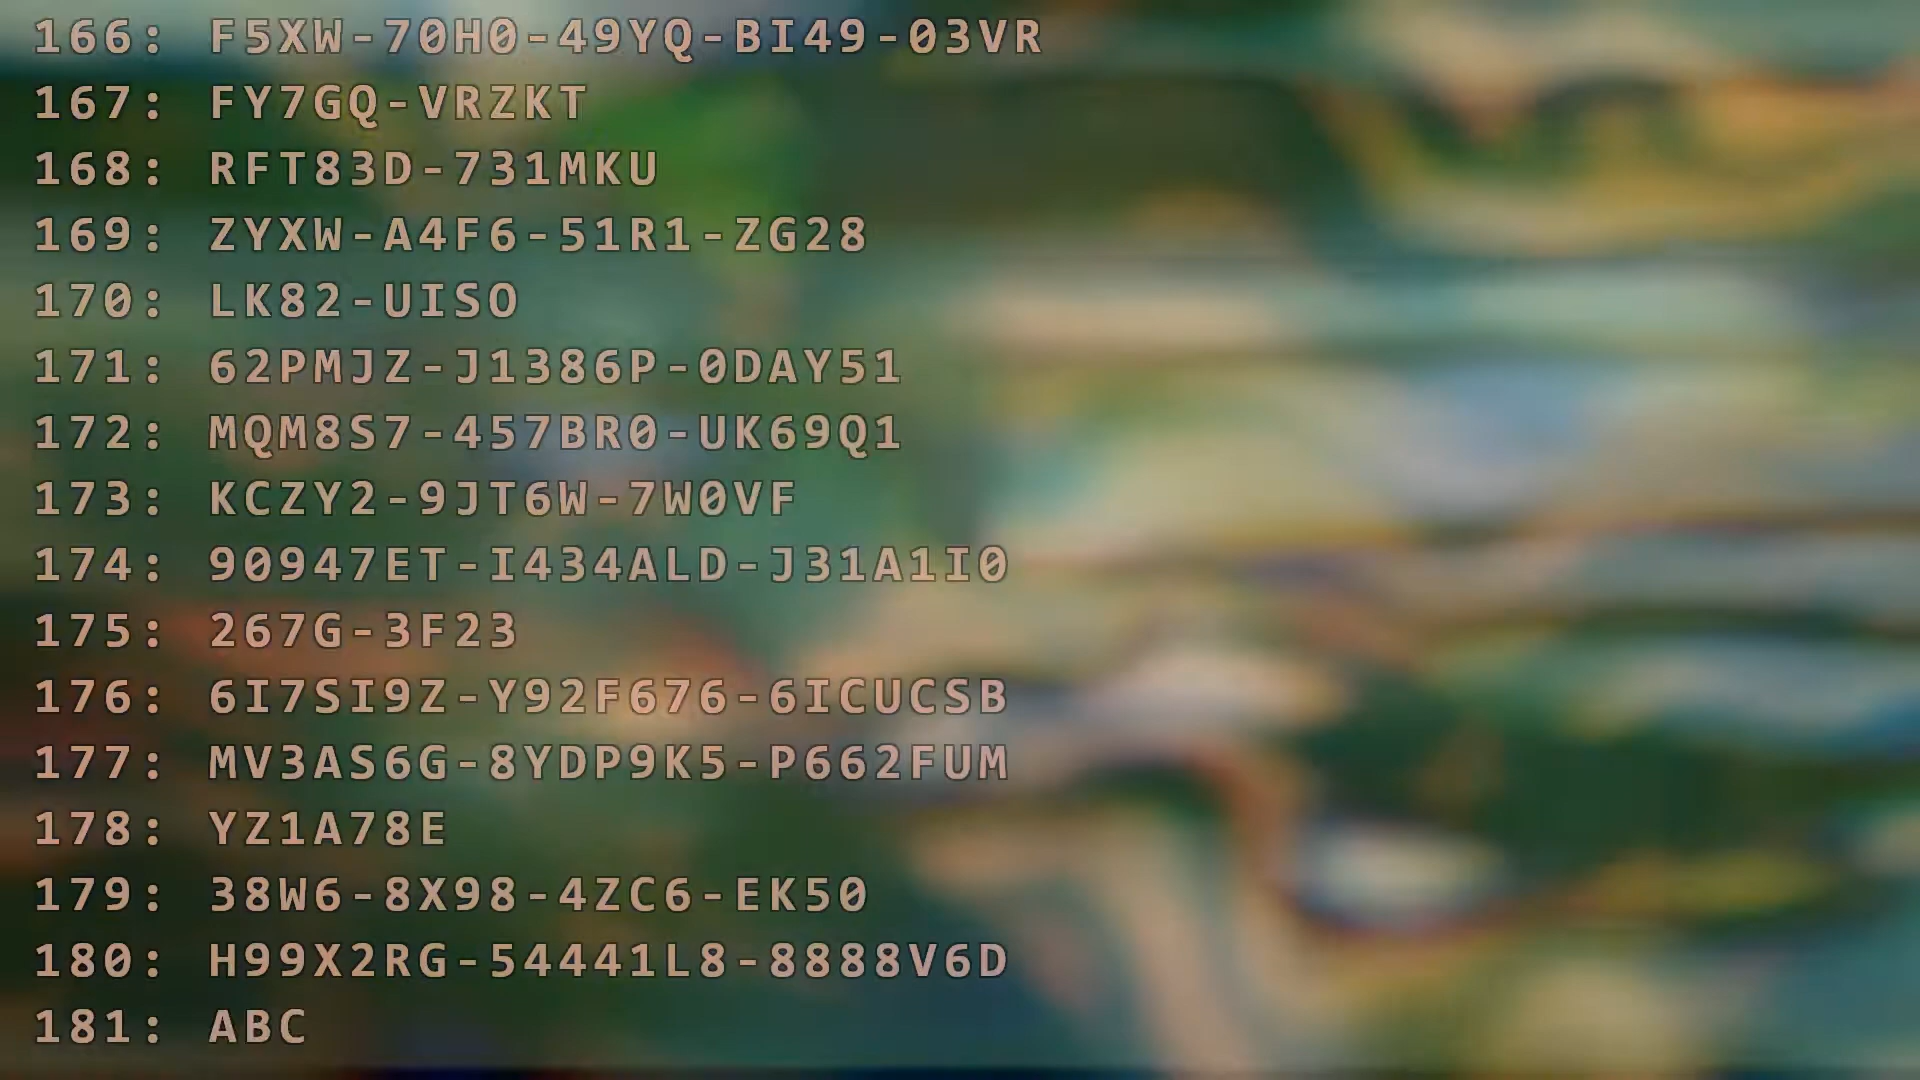 166: F5XW-70H0-49YQ-BI49-03VR
167: FY7GQ-VRZKT
168: RFT83D-731MKU
169: ZYXW-A4F6-51R1-ZG28
170: LK82-UISO
171: 62PMJZ-J1386P-0DAY51
172: MQM8S7-457BR0-UK69Q1
173: KCZY2-9JT6W-7W0VF
174: 90947ET-I434ALD-J31A1I0
175: 267G-3F23
176: 6I7SI9Z-Y92F676-6ICUCSB
177: MV3AS6G-8YDP9K5-P662FUM
178: YZ1A78E
179: 38W6-8X98-4ZC6-EK50
180: H99X2RG-54441L8-8888V6D
181: ABC